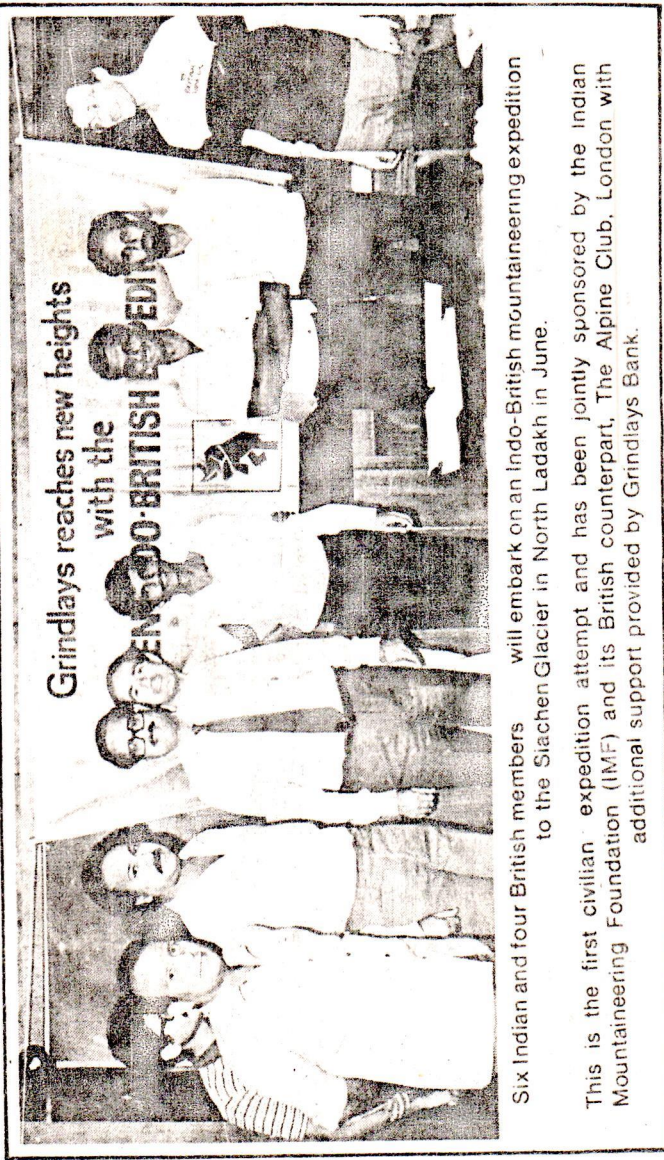 Grindlays reaches new heights
with the
EN DO-BRITISH E PEDIT
Six Indian and four British members will embark on an Indo-British mountaineering expedition
to the Siachen Glacier in North Ladakh in June.
This is the first civilian expedition attempt and has been jointly sponsored by the Indian
Mountaineering Foundation (IMF) and its British counterpart, The Alpine Club, London with
additional support provided by Grindlays Bank.